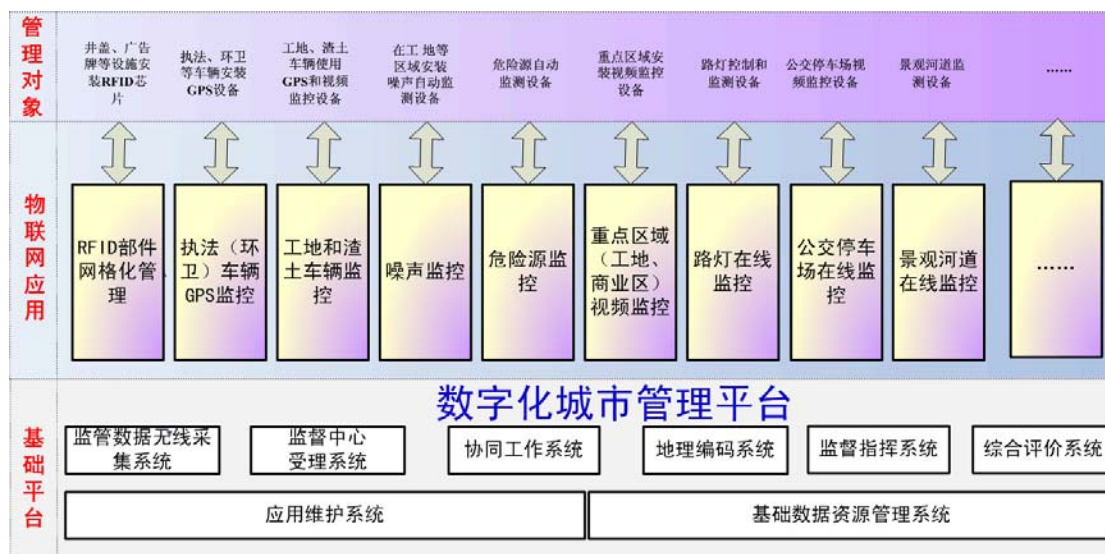 管理对象
井盖、广告
牌等设施安
装RFID芯
片
执法、环卫
等车辆安装
GPS设备
工地、渣土
车辆使用
GPS和视频
监控设备
在工 地 等
区域安装
噪声自动监
测设备
危险源自动
监测设备
重点区域安
装视频监控
设备
路灯控制和
监测设备
公交停车场视
频监控设备
景观河道监
测设备
......
物联网应用
RFID部件
网格化管
理
执法（环
卫）车辆
GPS监控
工地和渣
土车辆监
控
噪声监控
危险源监
控
重点区域
（工地、
商业区）
视频监控
路灯在线
监控
公交停车
场在线监
控
景观河道
在线监控
......
基础平台
数字化城市管理平台
监管数据无线采
集系统
监督中心
受理系统
协同工作系统
地理编码系统
监督指挥系统
综合评价系统
应用维护系统
基础数据资源管理系统